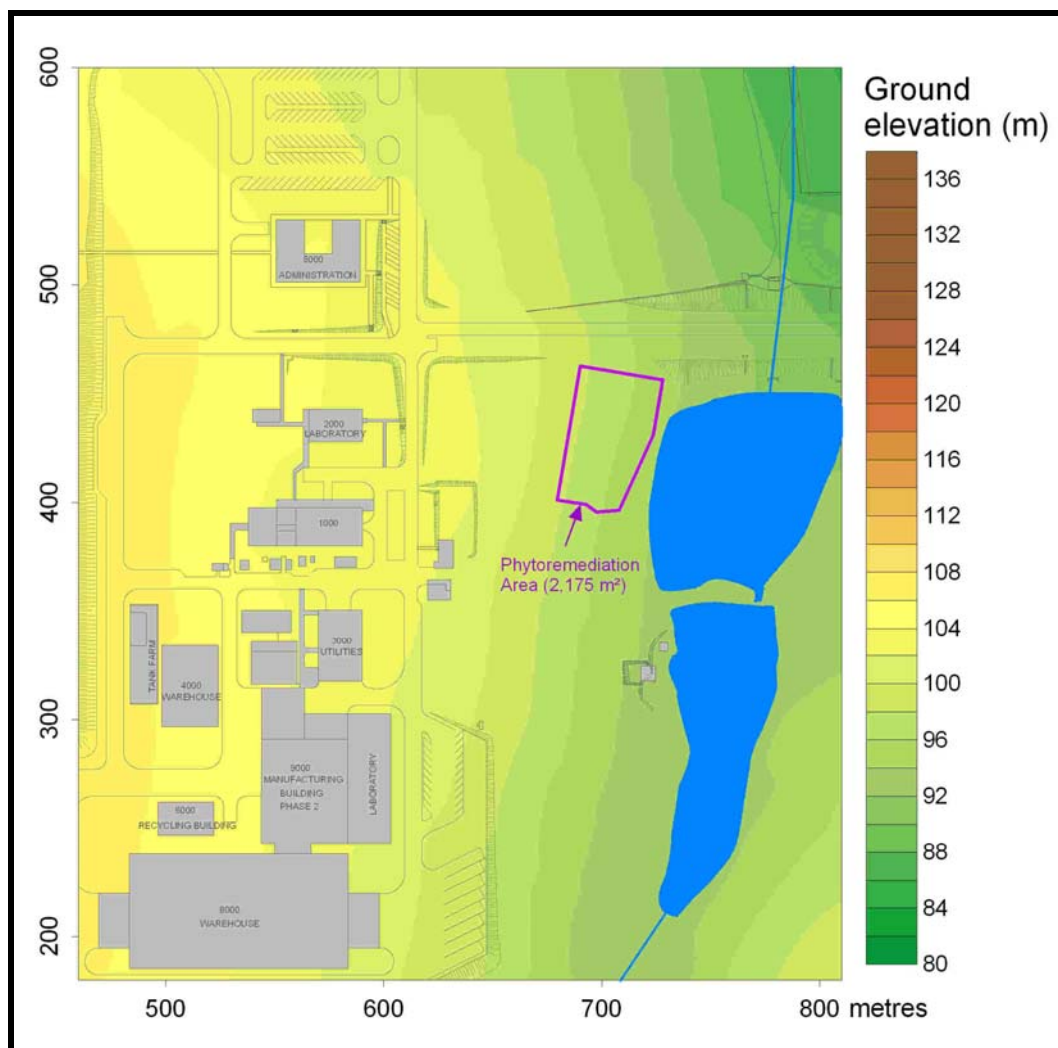 600
500
400
300
200
500
600
700
800
metres
Ground
elevation (m)
136
132
128
124
120
116
112
108
104
100
96
92
88
84
80
ADMINISTRATION
2000
LABORATORY
1000
3000
UTILITIES
TANK FARM
4000
WAREHOUSE
9000
MANUFACTURING
BUILDING
PHASE 2
LABORATORY
6000
RECYCLING BUILDING
8000
WAREHOUSE
Phytoremediation
Area (2,175 m²)